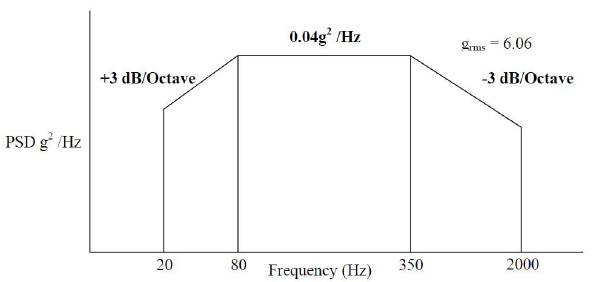 0.04g² /Hz
grms = 6.06
+3 dB/Octave
-3 dB/Octave
PSD g² /Hz
20
80
Frequency (Hz)
350
2000